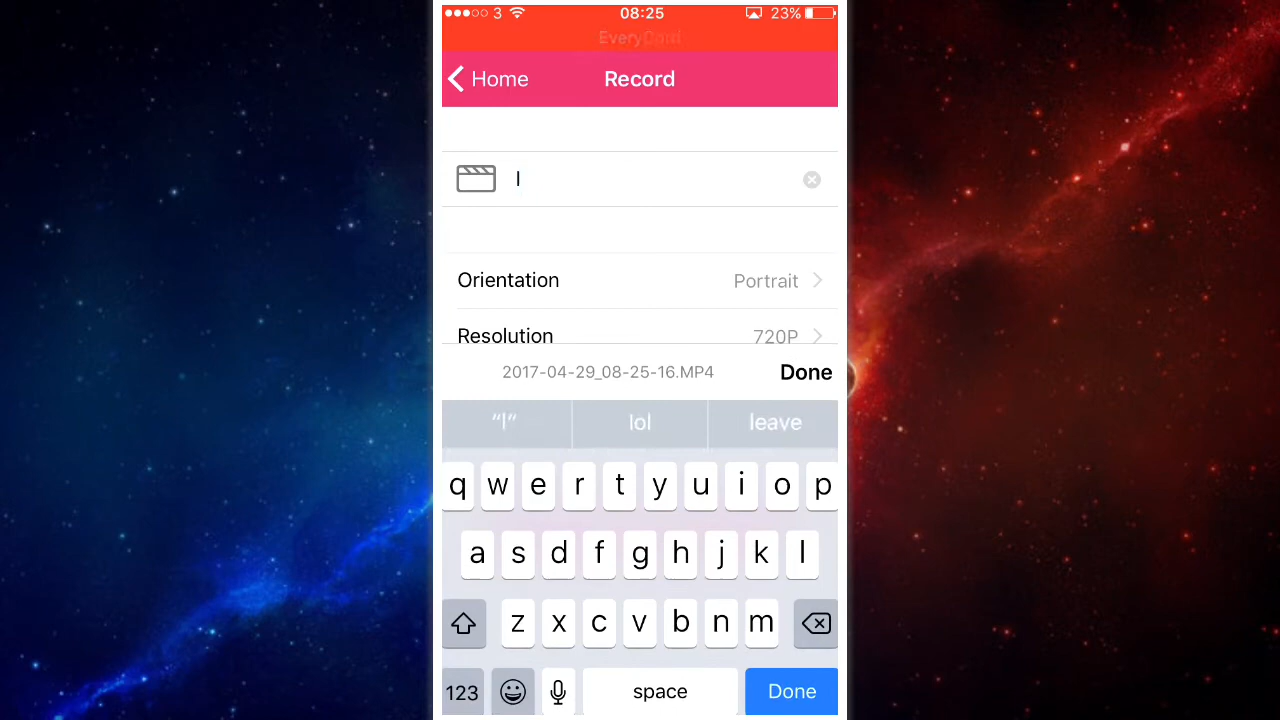 3 08:25 23%
EveryCord
Home Record
l
Orientation Portrait
Resolution 720P
2017-04-29_08-25-16.MP4 Done
“l” lol leave
q w e r t y u i o p
a s d f g h j k l
z x c v b n m
123 space Done